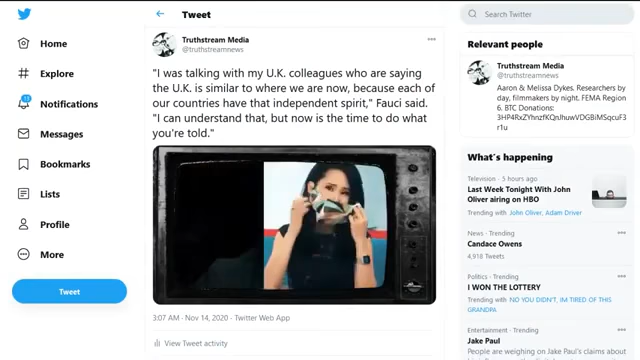 Tweet
Search Twitter
Home
Explore
Notifications
Messages
Bookmarks
Lists
Profile
More
Tweet
Truthstream Media
@truthstreamnews
"I was talking with my U.K. colleagues who are saying
the U.K. is similar to where we are now, because each of
our countries have that independent spirit," Fauci said.
"I can understand that, but now is the time to do what
you're told."
3:07 AM · Nov 14, 2020 · Twitter Web App
View Tweet activity
Relevant people
Truthstream Media
@truthstreamnews
Aaron & Melissa Dykes. Researchers by
day, filmmakers by night. FEMA Region
6. BTC Donations:
What's happening
Television · 5 hours ago
Last Week Tonight With John
Oliver airing on HBO
Trending with John Oliver, Adam Driver
News · Trending
Candace Owens
4,918 Tweets
Politics · Trending
I WON THE LOTTERY
Trending with NO YOU DIDN'T, IM TIRED OF THIS
GRANDPA
Entertainment · Trending
Jake Paul
People are weighing on Jake Paul's claims about